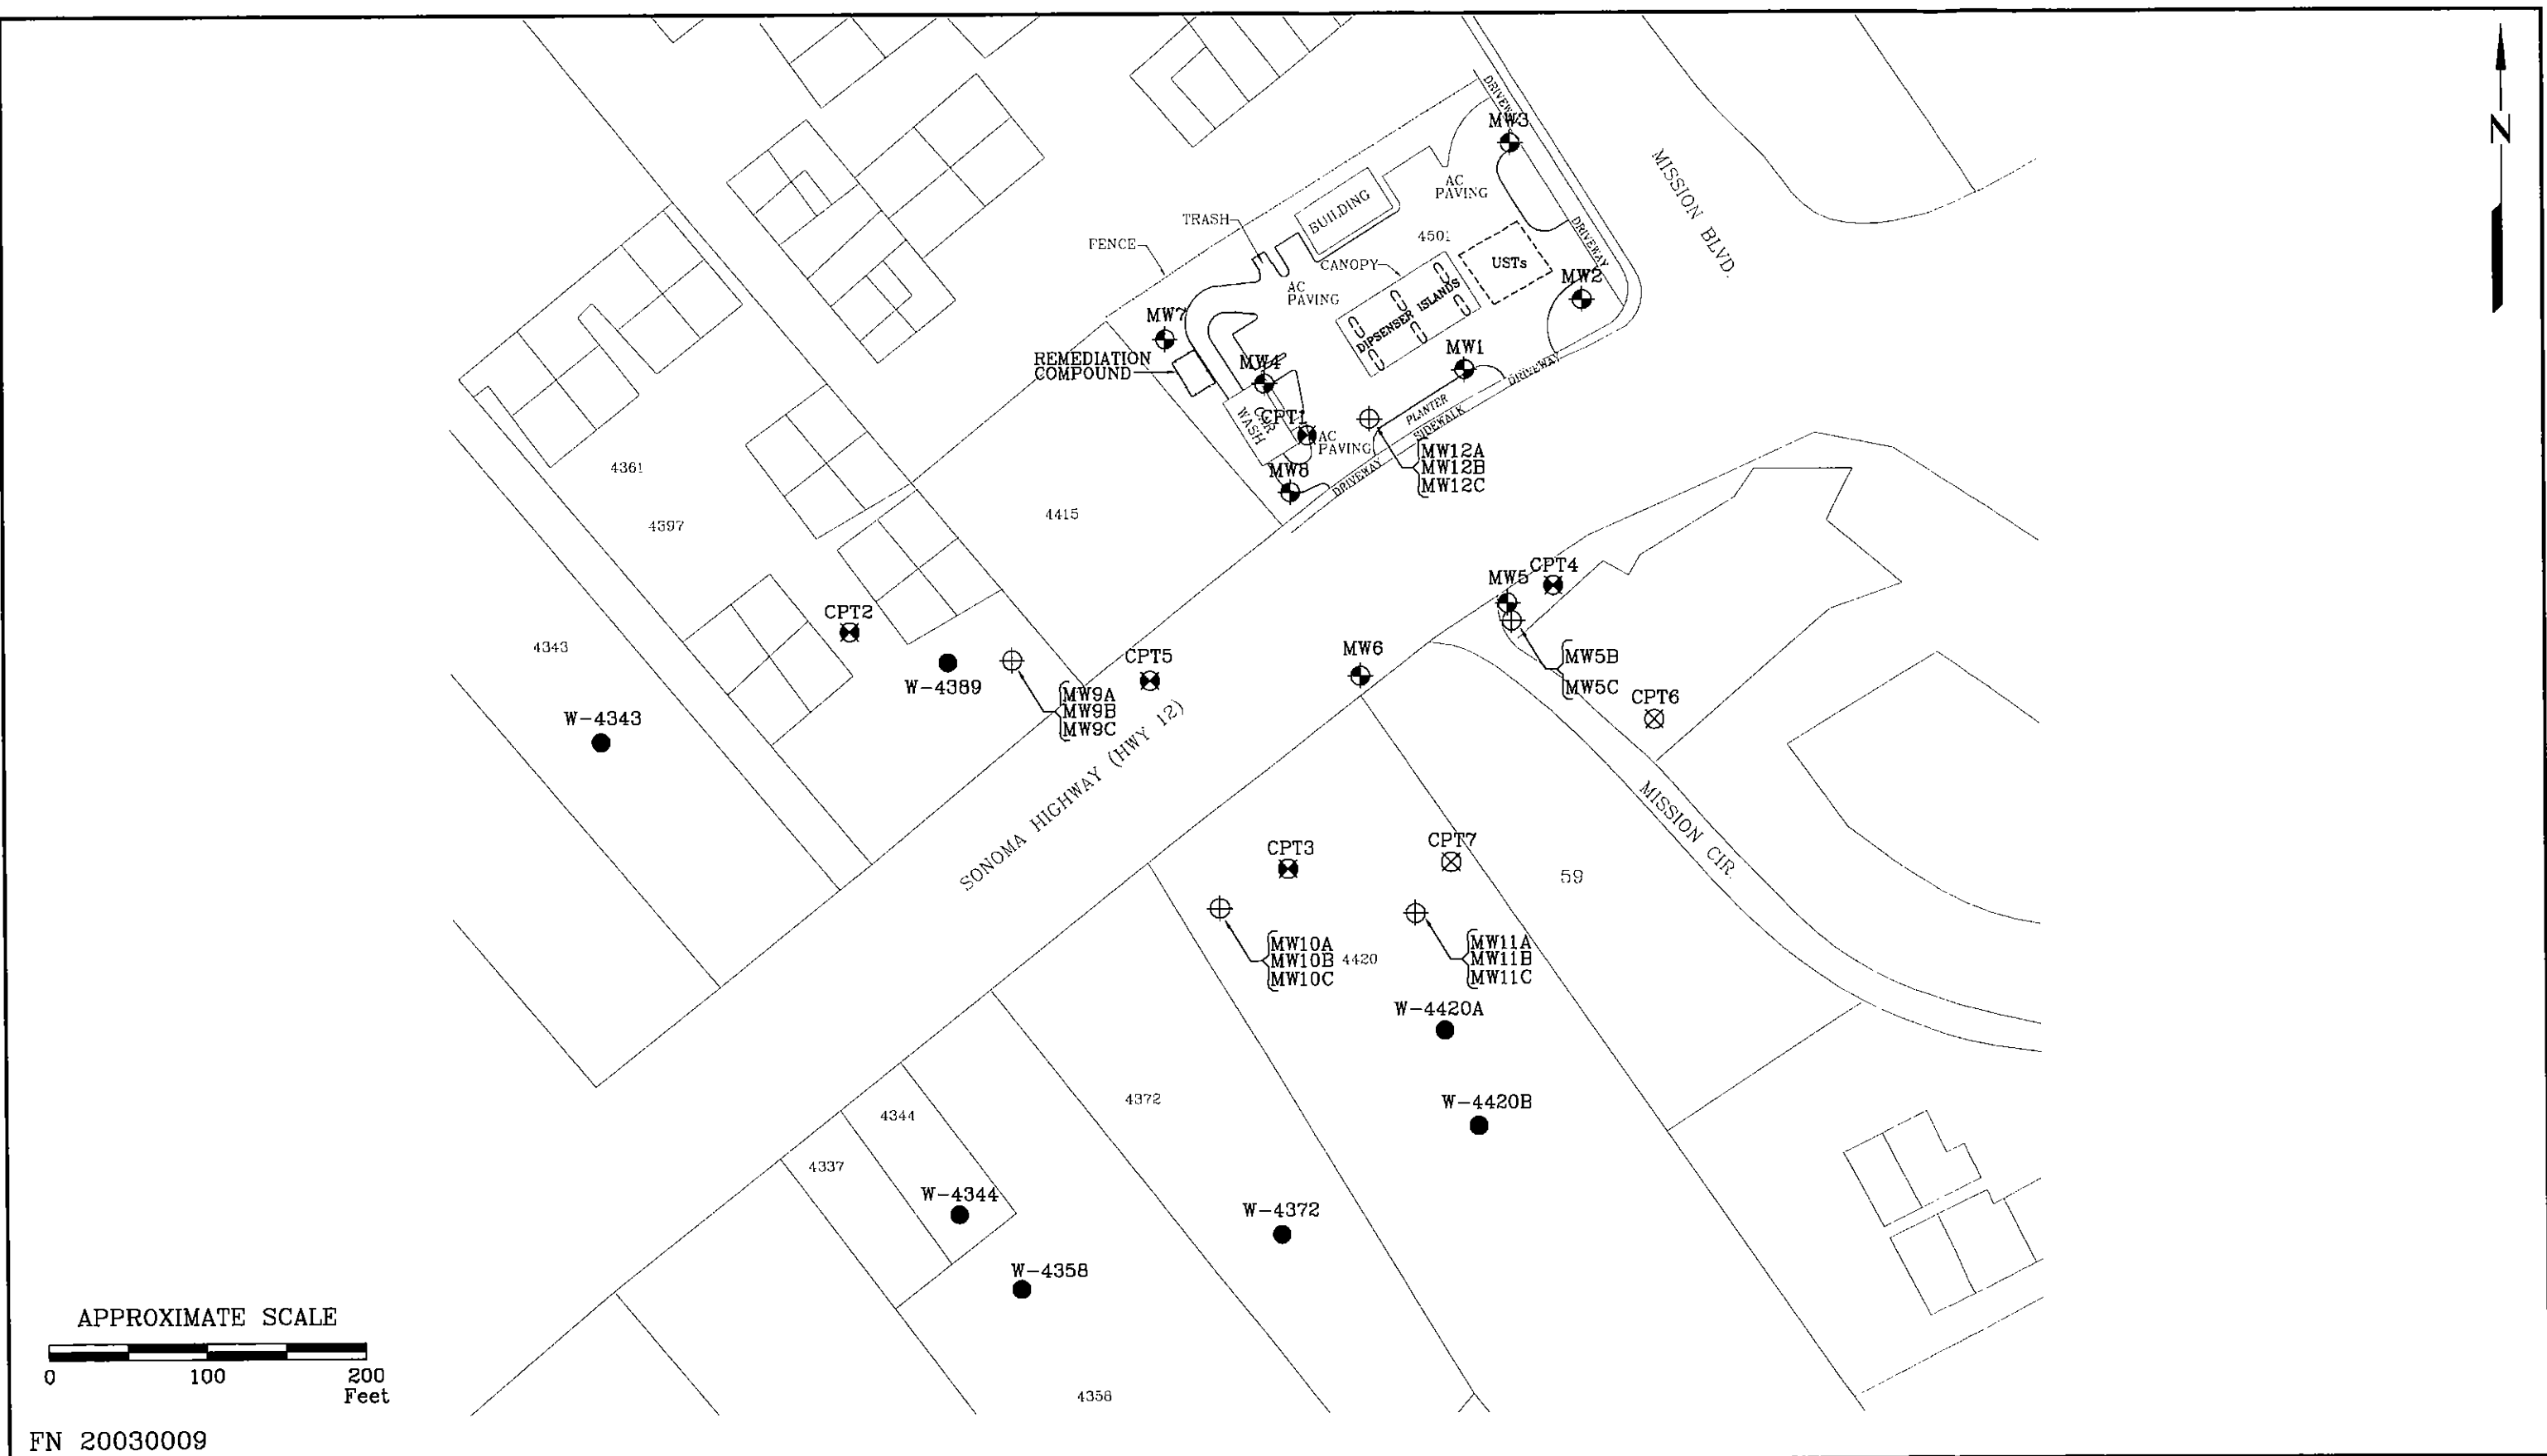 DRIVEWAY
MW3
N
MISSION BLVD.
AC
PAVING
BUILDING
TRASH
FENCE
4501
DRIVEWAY
CANOPY
USTs
MW2
AC
PAVING
DIPSENSER ISLANDS
MW7
REMEDIATION
COMPOUND
MW4
MW1
DRIVEWAY
PLANTER
SIDEWALK
CPT1
CAR
WASH
AC
PAVING
MW12A
MW12B
MW12C
MW8
DRIVEWAY
4361
4397
4415
CPT4
MW5
CPT2
4343
MW6
MW5B
MW5C
CPT5
W-4389
MW9A
MW9B
MW9C
CPT6
W-4343
SONOMA HIGHWAY (HWY 12)
MISSION CIR.
CPT3
CPT7
59
MW10A
MW10B
MW10C
4420
MW11A
MW11B
MW11C
W-4420A
4372
W-4420B
4344
4337
W-4344
W-4372
W-4358
APPROXIMATE SCALE
0 100 200
Feet
4358
FN 20030009